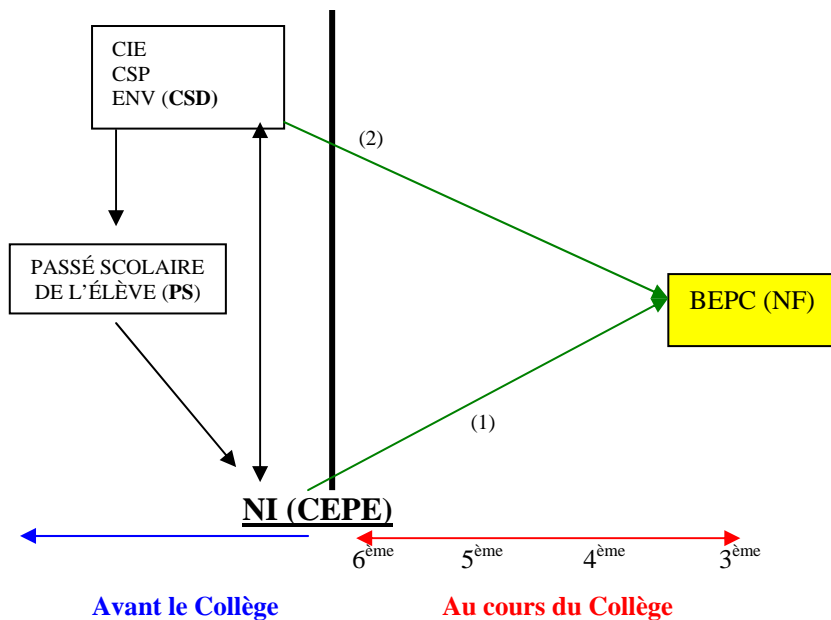 CIE
CSP
ENV (CSD)
(2)
PASSÉ SCOLAIRE
DE L’ÉLÈVE (PS)
BEPC (NF)
(1)
NI (CEPE)
6ème 5ème 4ème 3ème
Avant le Collège Au cours du Collège